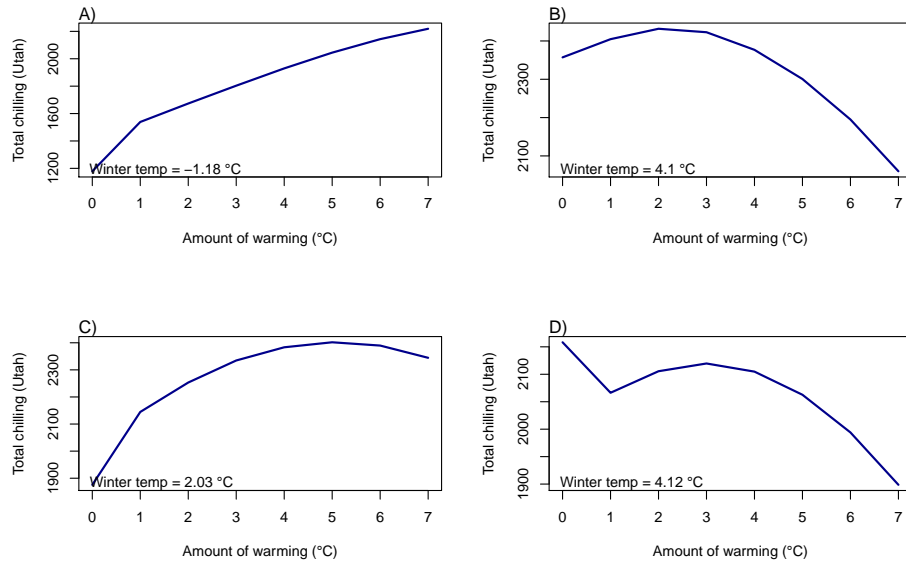 A)
Total chilling (Utah)
1200 1600 2000
Winter temp = −1.18 °C
0 1 2 3 4 5 6 7
Amount of warming (°C)
B)
Total chilling (Utah)
2100 2300
Winter temp = 4.1 °C
0 1 2 3 4 5 6 7
Amount of warming (°C)
C)
Total chilling (Utah)
1900 2100 2300
Winter temp = 2.03 °C
0 1 2 3 4 5 6 7
Amount of warming (°C)
D)
Total chilling (Utah)
1900 2000 2100
Winter temp = 4.12 °C
0 1 2 3 4 5 6 7
Amount of warming (°C)